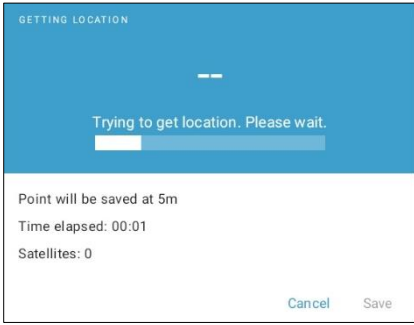 GETTING LOCATION
--
Trying to get location. Please wait.
Point will be saved at 5m
Time elapsed: 00:01
Satellites: 0
Cancel Save